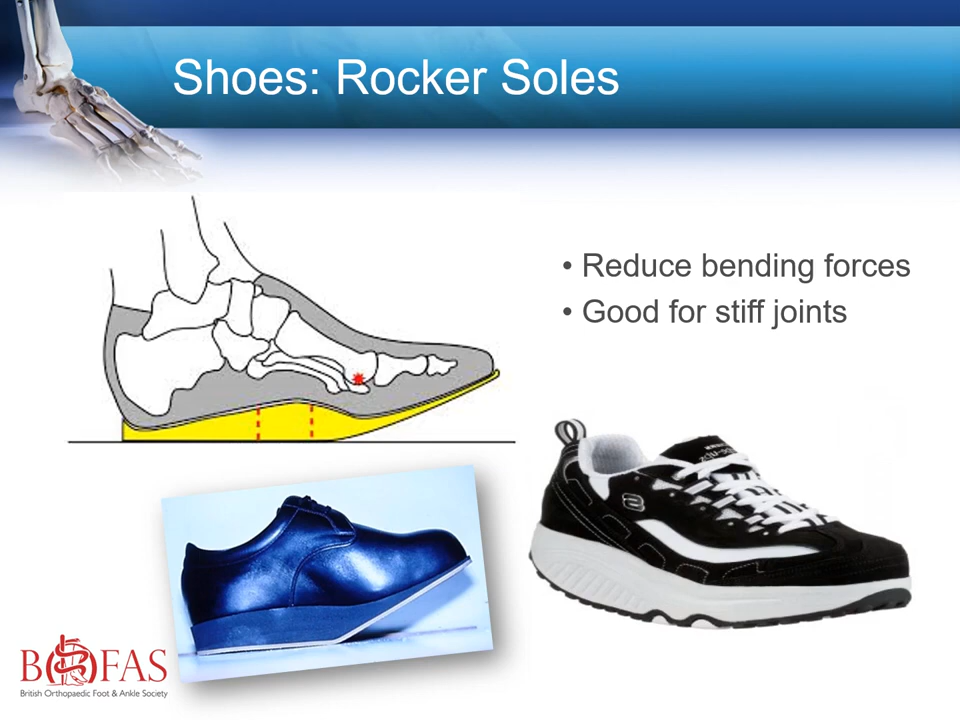 Shoes: Rocker Soles
• Reduce bending forces
• Good for stiff joints
BOFAS
British Orthopaedic Foot & Ankle Society